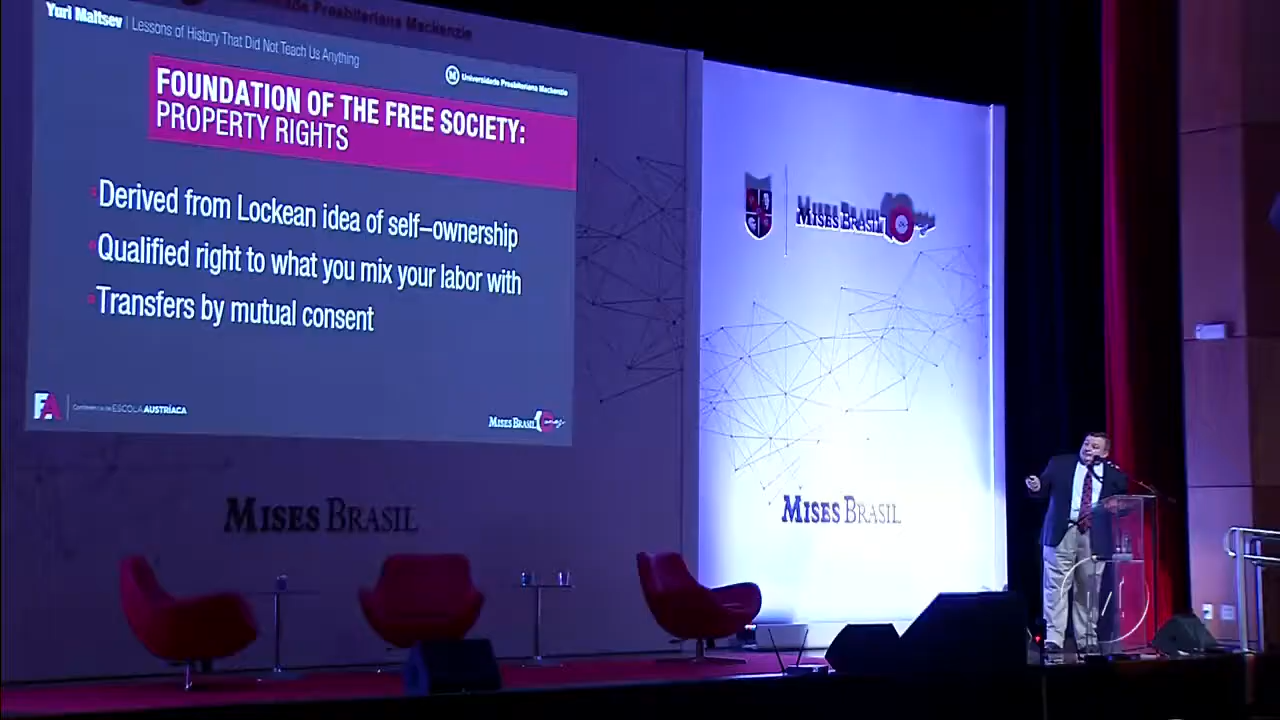 Presbiteriana Mackenzie
Yuri Maltsev | Lessons of History That Did Not Teach Us Anything
M Universidade Presbiteriana Mackenzie
FOUNDATION OF THE FREE SOCIETY:
PROPERTY RIGHTS
Derived from Lockean idea of self–ownership
Qualified right to what you mix your labor with
Transfers by mutual consent
ESCOLA AUSTRÍACA
MISES BRASIL
MISES BRASIL
MISES BRASIL
MISES BRASIL